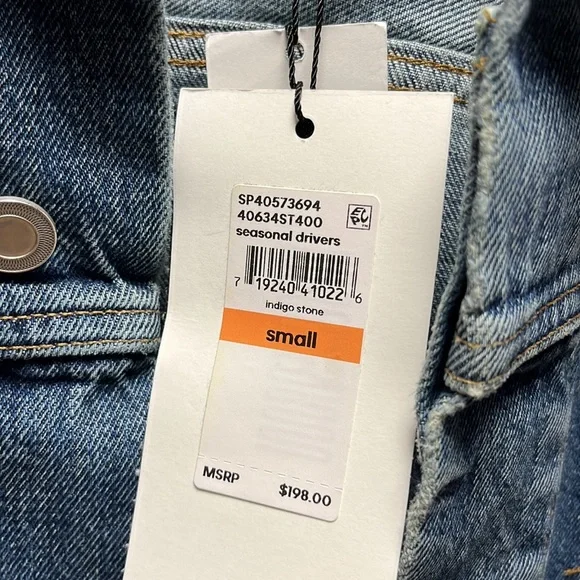 SP40573694
40634ST400
seasonal drivers
7 19240 41022 6
indigo stone
small
MSRP $198.00